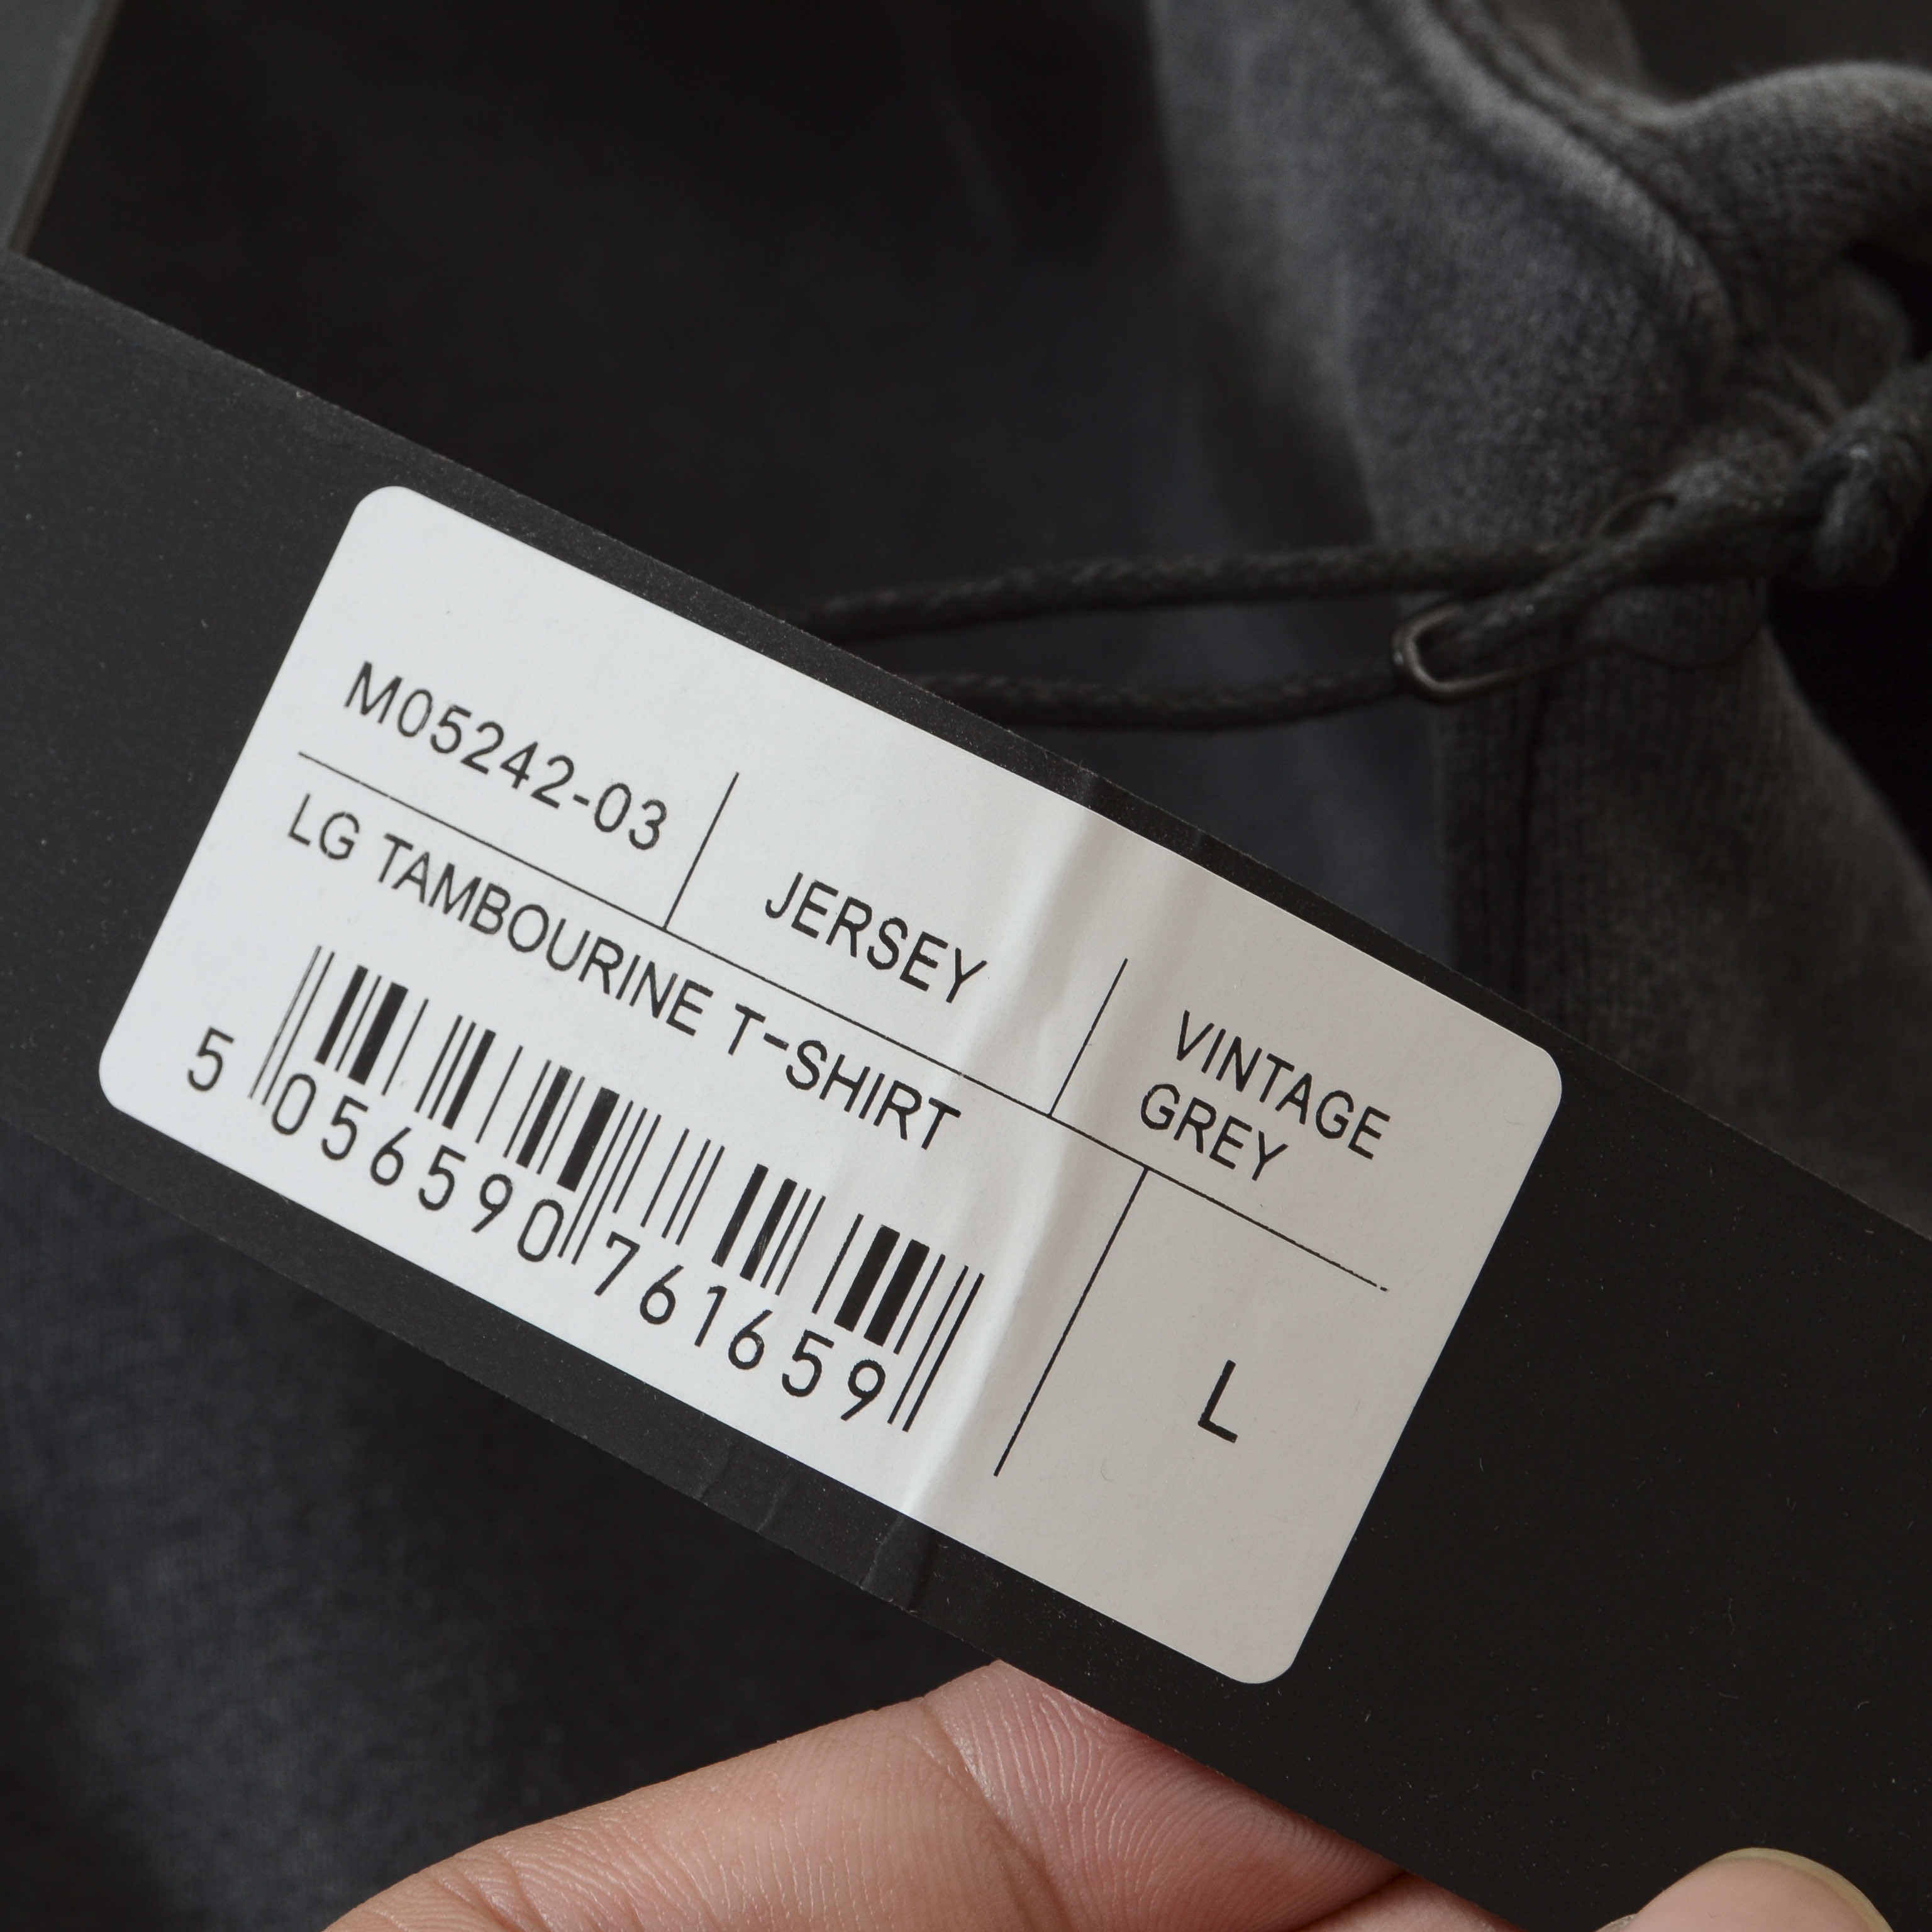 M05242-03
JERSEY
VINTAGE
GREY
LG TAMBOURINE T-SHIRT
5 056590 761659
L